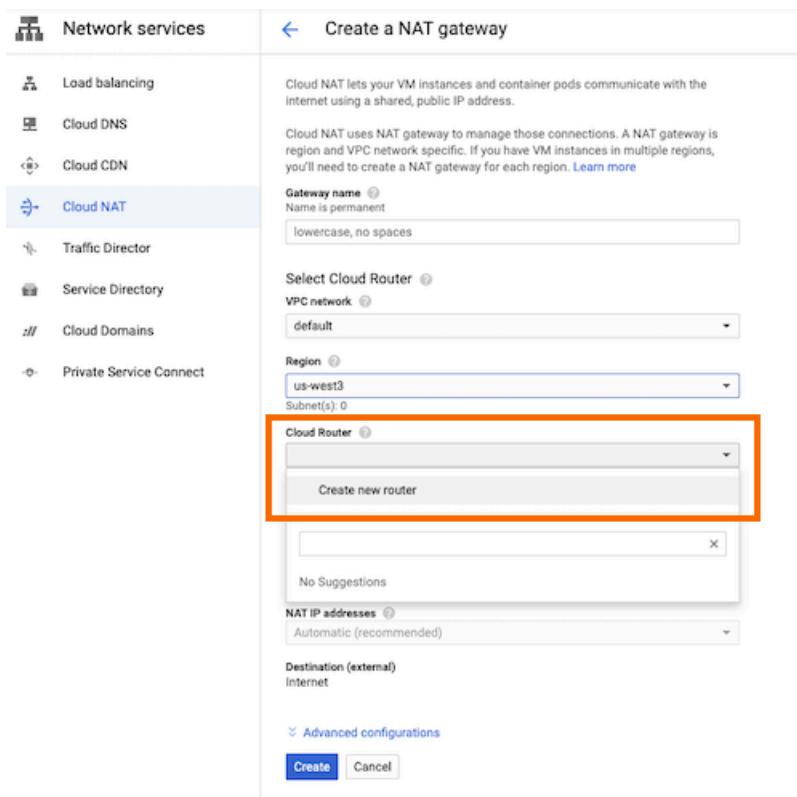 Network services
Create a NAT gateway
Load balancing
Cloud DNS
Cloud CDN
Cloud NAT
Traffic Director
Service Directory
Cloud Domains
Private Service Connect
Cloud NAT lets your VM instances and container pods communicate with the
internet using a shared, public IP address.
Cloud NAT uses NAT gateway to manage those connections. A NAT gateway is
region and VPC network specific. If you have VM instances in multiple regions,
you'll need to create a NAT gateway for each region. Learn more
Gateway name
Name is permanent
lowercase, no spaces
Select Cloud Router
VPC network
default
Region
us-west3
Subnet(s): 0
Cloud Router
Create new router
No Suggestions
NAT IP addresses
Automatic (recommended)
Destination (external)
Internet
Advanced configurations
Create Cancel